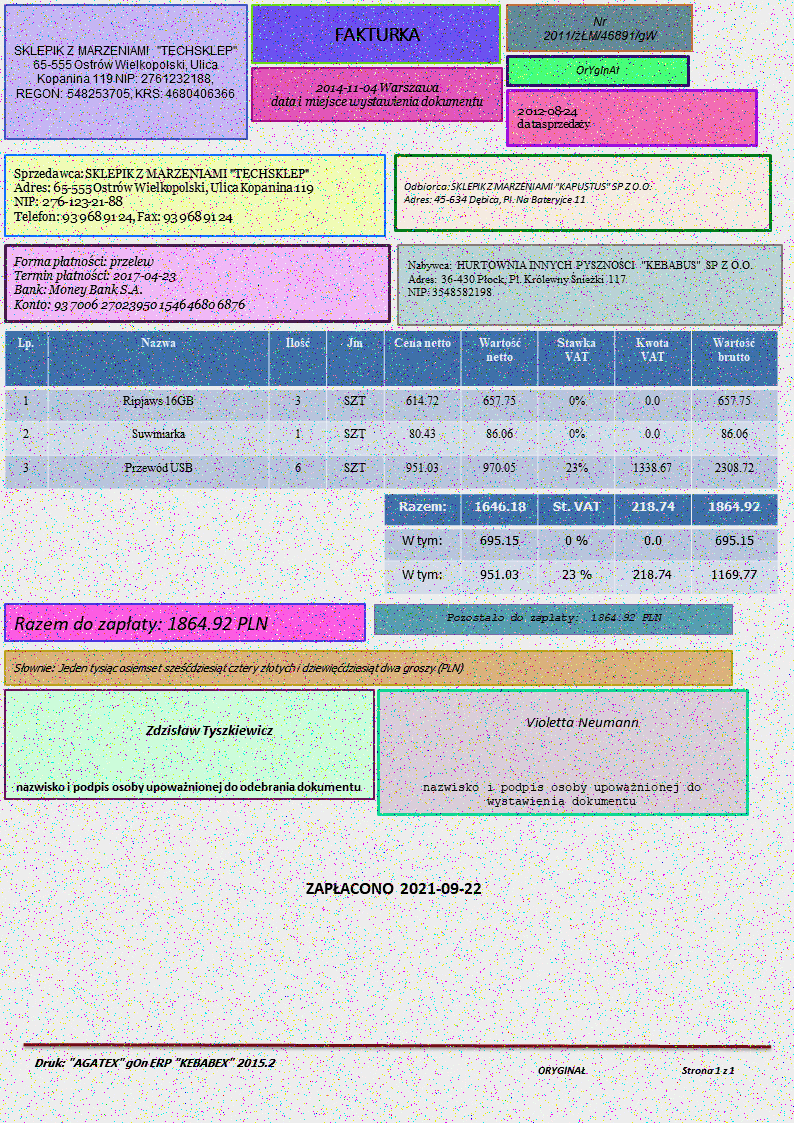 SKLEPIK Z MARZENIAMI "TECHSKLEP"
65-555 Ostrów Wielkopolski, Ulica
Kopanina 119 NIP: 2761232188,
REGON: 548253705, KRS: 4680406366
FAKTURKA
2014-11-04 Warszawa
data i miejsce wystawienia dokumentu
Nr
2011/żŁM/46891/gW
OrYgInAł
2012-08-24
data sprzedaży
Sprzedawca: SKLEPIK Z MARZENIAMI "TECHSKLEP"
Adres: 65-555 Ostrów Wielkopolski, Ulica Kopanina 119
NIP: 276-123-21-88
Telefon: 93 968 91 24, Fax: 93 968 91 24
Odbiorca: SKLEPIK Z MARZENIAMI "KAPUSTUS" SP Z O.O.
Adres: 45-634 Dębica, Pl. Na Bateryjce 11
Forma płatności: przelew
Termin płatności: 2017-04-23
Bank: Money Bank S.A.
Konto: 93 7006 2702 3950 1546 4680 6876
Nabywca: HURTOWNIA INNYCH PYSZNOŚCI "KEBABUS" SP Z O.O.
Adres: 36-430 Płock, Pl. Królewny Śnieżki 117
NIP: 3548582198
Lp. Nazwa Ilość Jm Cena netto Wartość netto Stawka VAT Kwota VAT Wartość brutto
1 Ripjaws 16GB 3 SZT 614.72 657.75 0% 0.0 657.75
2 Suwmiarka 1 SZT 80.43 86.06 0% 0.0 86.06
3 Przewód USB 6 SZT 951.03 970.05 23% 1338.67 2308.72
Razem: 1646.18 St. VAT 218.74 1864.92
W tym: 695.15 0 % 0.0 695.15
W tym: 951.03 23 % 218.74 1169.77
Razem do zapłaty: 1864.92 PLN
Pozostało do zapłaty: 1864.92 PLN
Słownie: Jeden tysiąc osiemset sześćdziesiąt cztery złotych i dziewięćdziesiąt dwa groszy (PLN)
Zdzisław Tyszkiewicz
nazwisko i podpis osoby upoważnionej do odebrania dokumentu
Violetta Neumann
nazwisko i podpis osoby upoważnionej do
wystawienia dokumentu
ZAPŁACONO 2021-09-22
Druk: "AGATEX" gOn ERP "KEBABEX" 2015.2
ORYGINAŁ
Strona 1 z 1